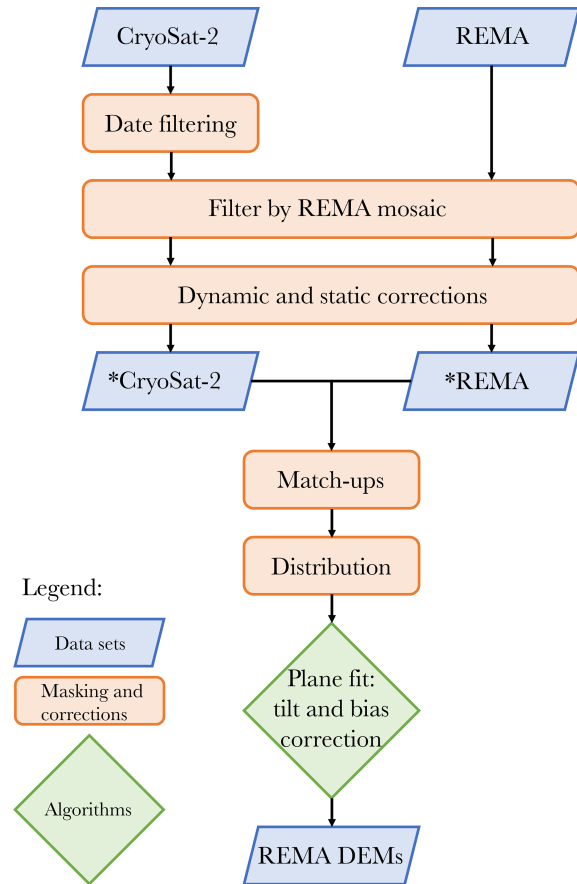 CryoSat-2
REMA
Date filtering
Filter by REMA mosaic
Dynamic and static corrections
*CryoSat-2
*REMA
Match-ups
Distribution
Plane fit:
tilt and bias
correction
REMA DEMs
Legend:
Data sets
Masking and
corrections
Algorithms